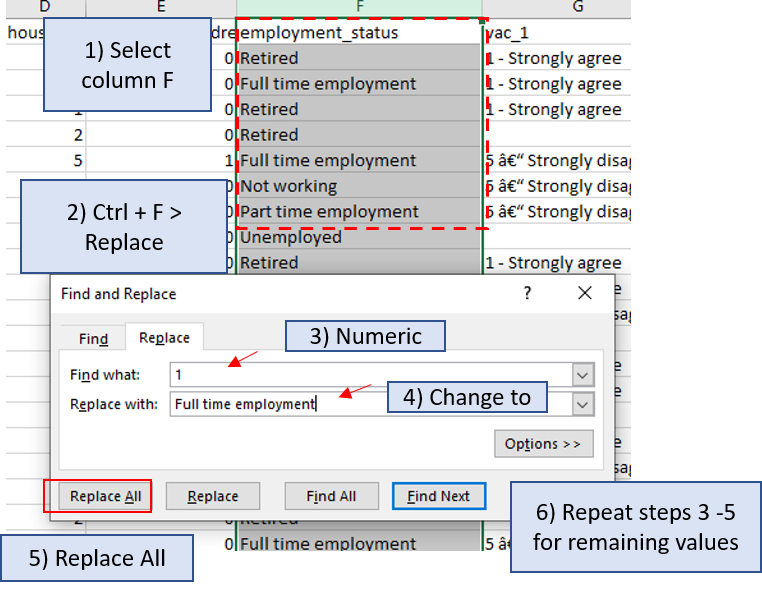 D E F G
hous dre employment_status vac_1
1) Select
column F
0 Retired 1 - Strongly agree
0 Full time employment 1 - Strongly agree
1 0 Retired 1 - Strongly agree
2 0 Retired
5 1 Full time employment 5 â€“ Strongly disag
0 Not working 5 â€“ Strongly disag
0 Part time employment 5 â€“ Strongly disag
2) Ctrl + F >
Replace
0 Unemployed
0 Retired 1 - Strongly agree
Find and Replace ? ×
Find Replace
3) Numeric
Find what: 1
Replace with: Full time employment
4) Change to
Options >>
Replace All Replace Find All Find Next
6) Repeat steps 3 -5
for remaining values
2 0 Retired
5) Replace All
0 Full time employment 5 â€